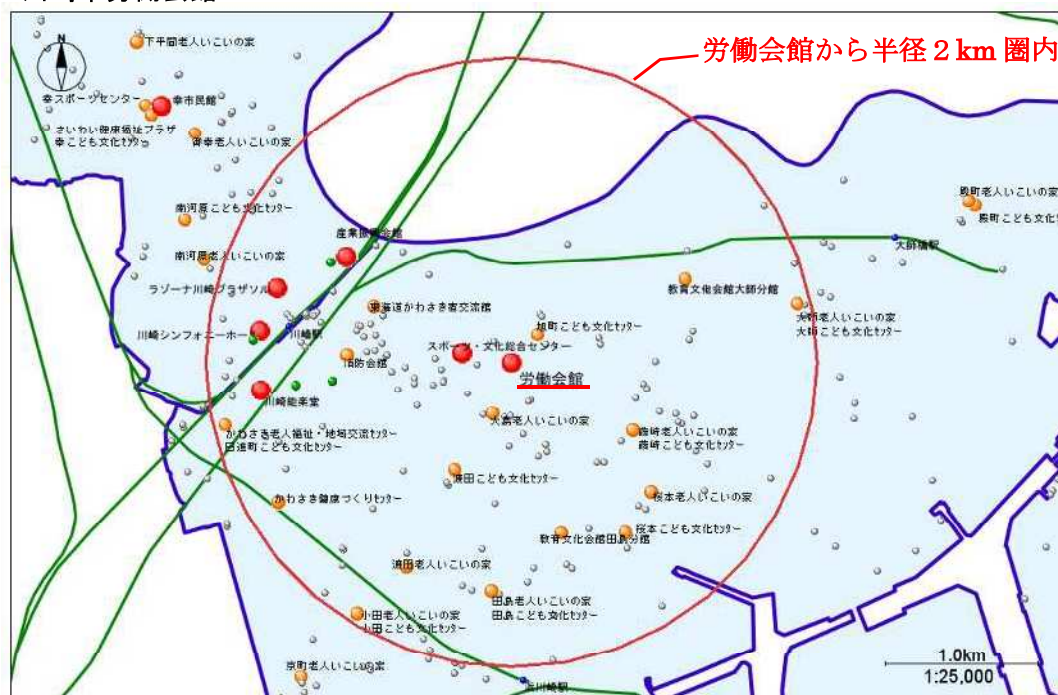 下平間老人いこいの家
N
労働会館から半径２km圏内
幸スポーツセンター
幸市民館
さいわい健康福祉プラザ
幸こども文化センター
御幸老人いこいの家
殿町老人いこいの家
殿町こども文化
南河原こども文化センター
産業振興会館
大師橋駅
南河原老人いこいの家
教育文化会館大師分館
ラゾーナ川崎プラザソル
東海道かわさき宿交流館
大師老人いこいの家
大師こども文化センター
川崎シンフォニーホール
川崎駅
旭町こども文化センター
スポーツ・文化総合センター
消防会館
労働会館
川崎能楽堂
大島老人いこいの家
かわさき老人福祉・地域交流センター
日進町こども文化センター
藤崎老人いこいの家
藤崎こども文化センター
渡田こども文化センター
桜本老人いこいの家
かわさき健康づくりセンター
桜本こども文化センター
教育文化会館田島分館
渡田老人いこいの家
田島老人いこいの家
田島こども文化センター
小田老人いこいの家
小田こども文化センター
京町老人いこいの家
浜川崎駅
1.0km
1:25,000